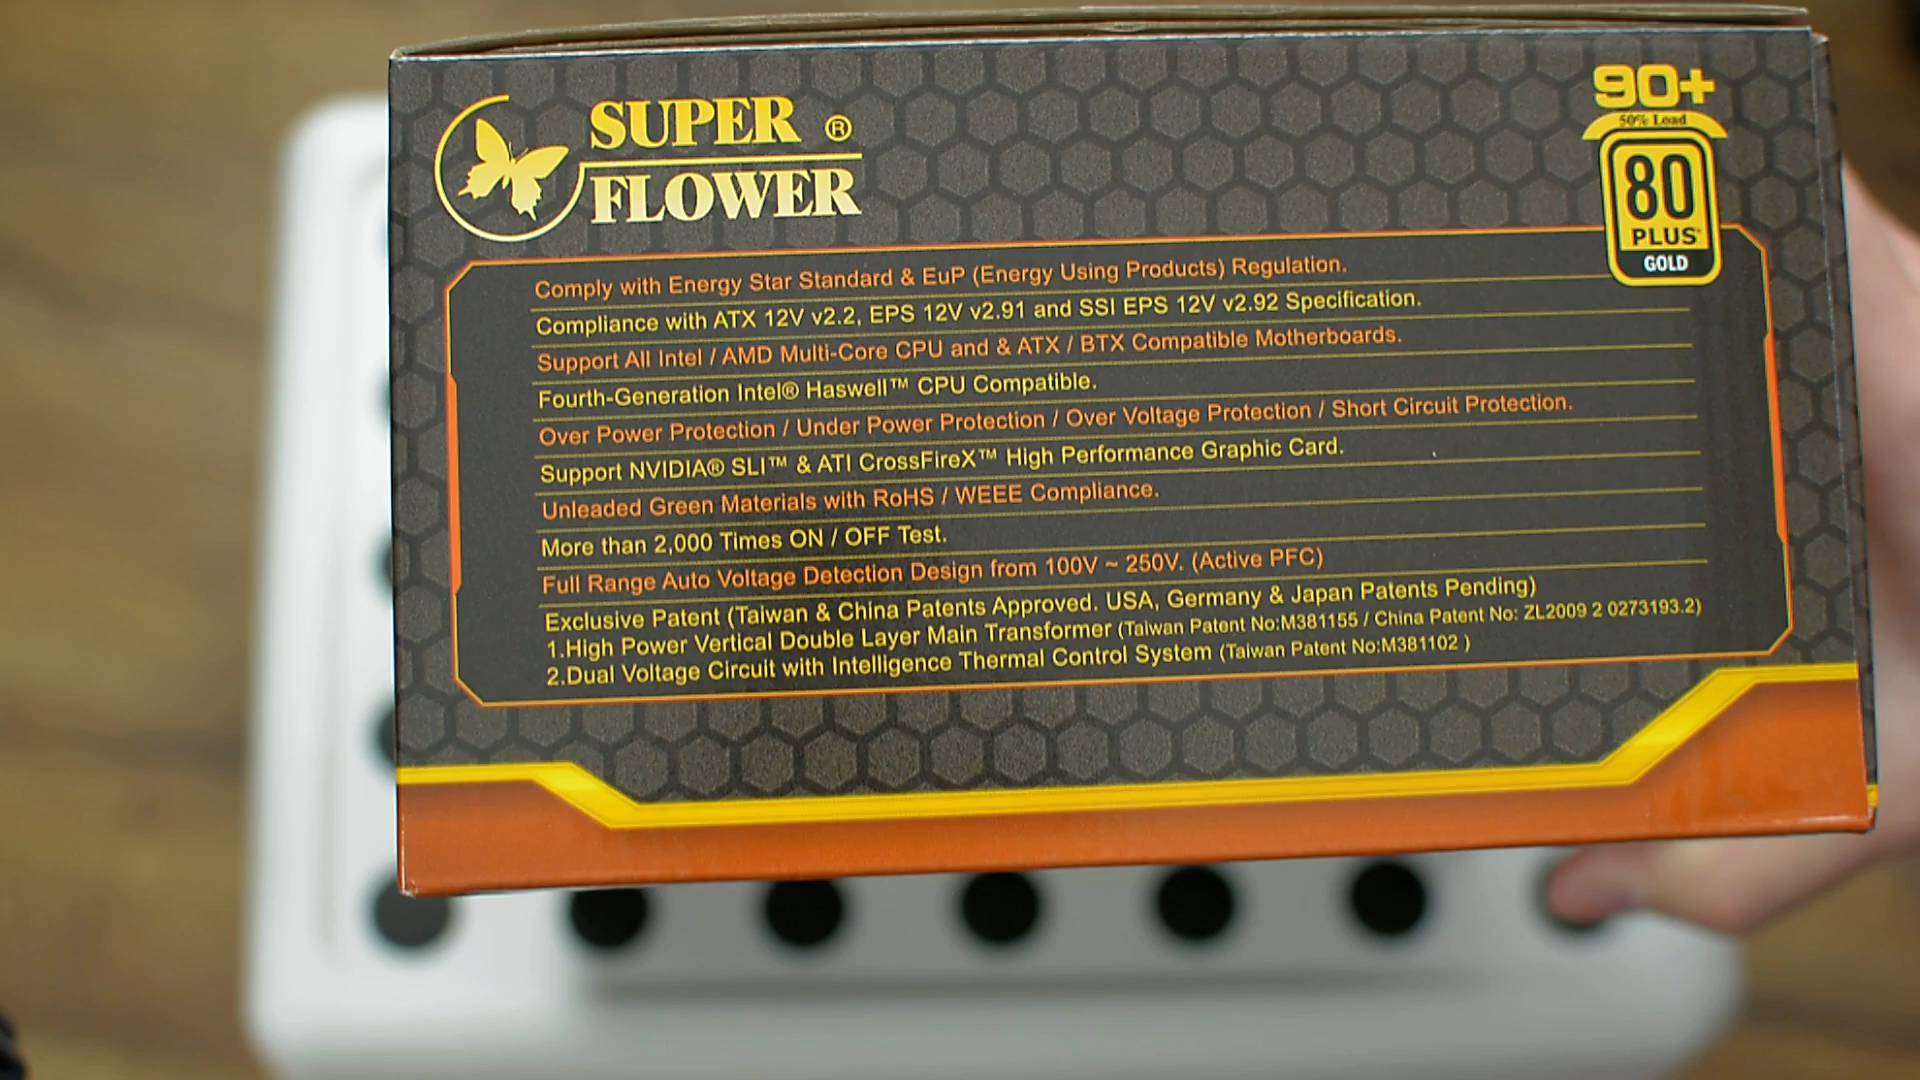 SUPER ®
FLOWER
90+
50% Load
80
PLUS®
GOLD
Comply with Energy Star Standard & EuP (Energy Using Products) Regulation.
Compliance with ATX 12V v2.2, EPS 12V v2.91 and SSI EPS 12V v2.92 Specification.
Support All Intel / AMD Multi-Core CPU and & ATX / BTX Compatible Motherboards.
Fourth-Generation Intel® Haswell™ CPU Compatible.
Over Power Protection / Under Power Protection / Over Voltage Protection / Short Circuit Protection.
Support NVIDIA® SLI™ & ATI CrossFireX™ High Performance Graphic Card.
Unleaded Green Materials with RoHS / WEEE Compliance.
More than 2,000 Times ON / OFF Test.
Full Range Auto Voltage Detection Design from 100V ~ 250V. (Active PFC)
Exclusive Patent (Taiwan & China Patents Approved. USA, Germany & Japan Patents Pending)
1.High Power Vertical Double Layer Main Transformer (Taiwan Patent No:M381155 / China Patent No: ZL2009 2 0273193.2)
2.Dual Voltage Circuit with Intelligence Thermal Control System (Taiwan Patent No:M381102 )